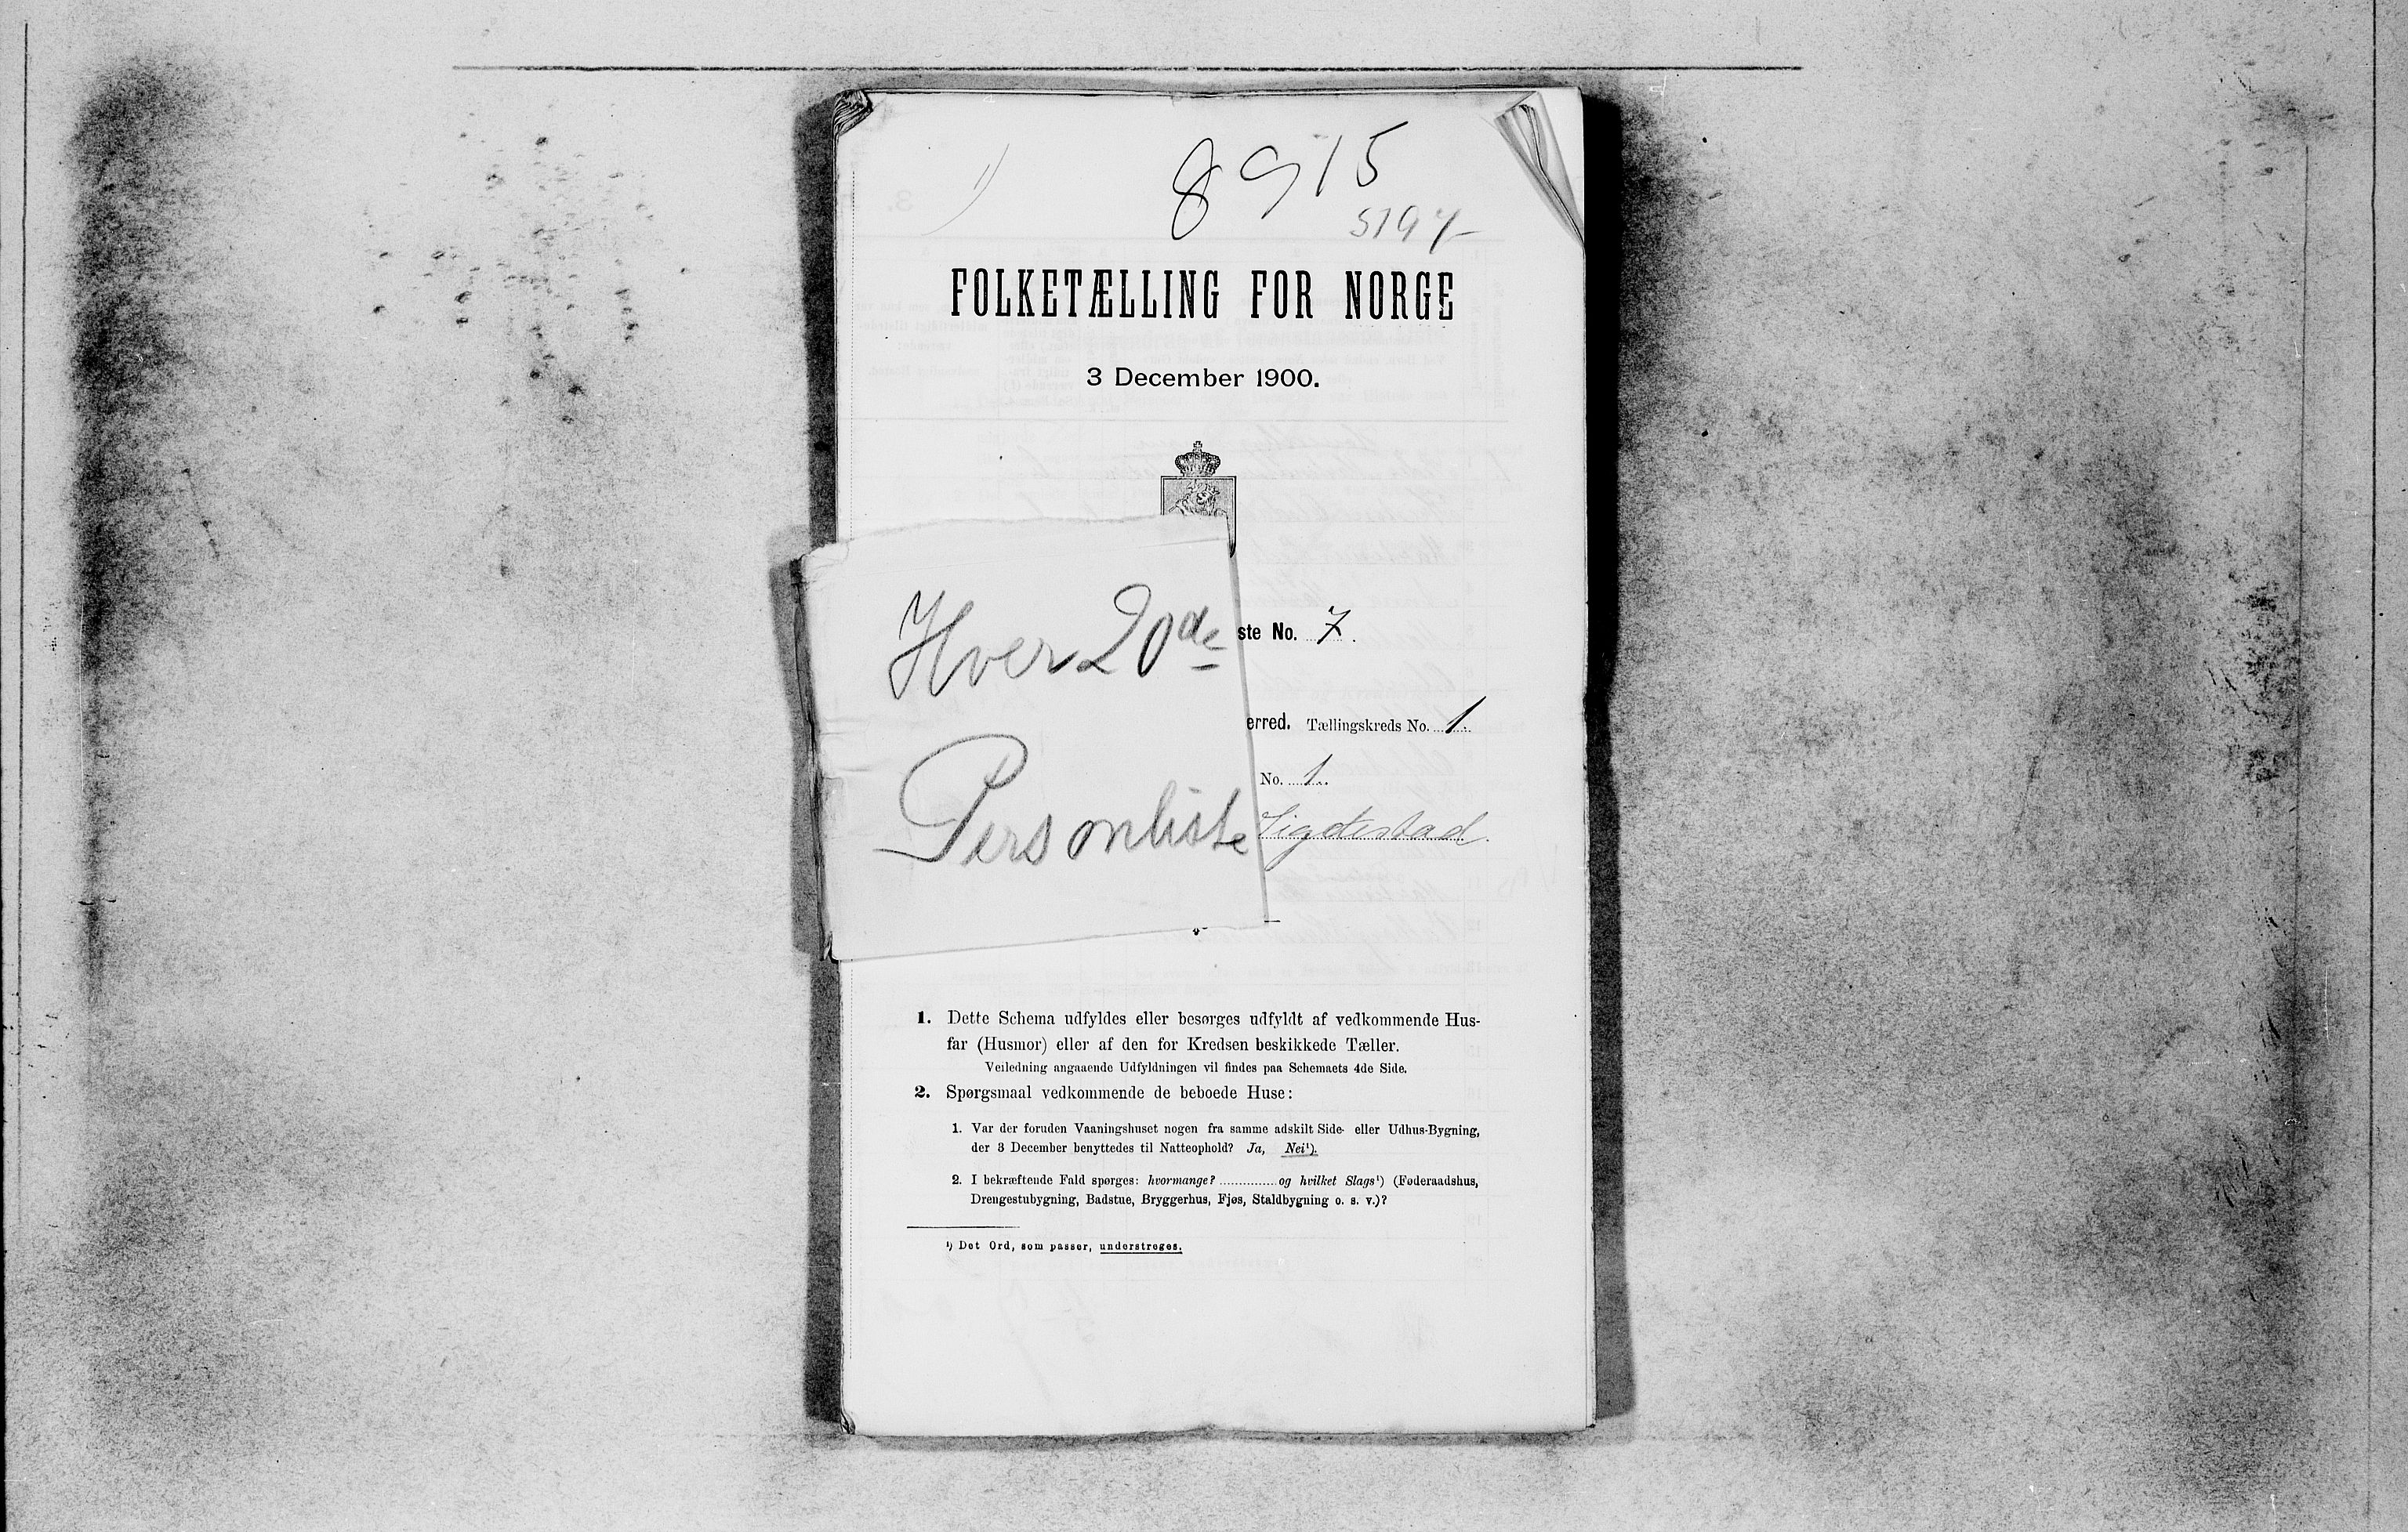 1)
8915
5197-
FOLKETÆLLING FOR NORGE
3 December 1900.
Hver 20de
Personliste
ste No. 7.
erred. Tællingskreds No. 1.
No. 1.
1. Dette Schema udfyldes eller besørges udfyldt af vedkommende Hus-
far (Husmor) eller af den for Kredsen beskikkede Tæller.
Veiledning angaaende Udfyldningen vil findes paa Schemaets 4de Side.
2. Spørgsmaal vedkommende de beboede Huse:
1. Var der foruden Vaaningshuset nogen fra samme adskilt Side- eller Udhus-Bygning,
der 3 December benyttedes til Natteophold? Ja, Nei¹).
2. I bekræftende Fald spørges: hvormange? ............... og hvilket Slags¹) (Føderaadshus,
Drengestubygning, Badstue, Bryggerhus, Fjøs, Staldbygning o. s. v.)?
¹) Det Ord, som passer, understreges.